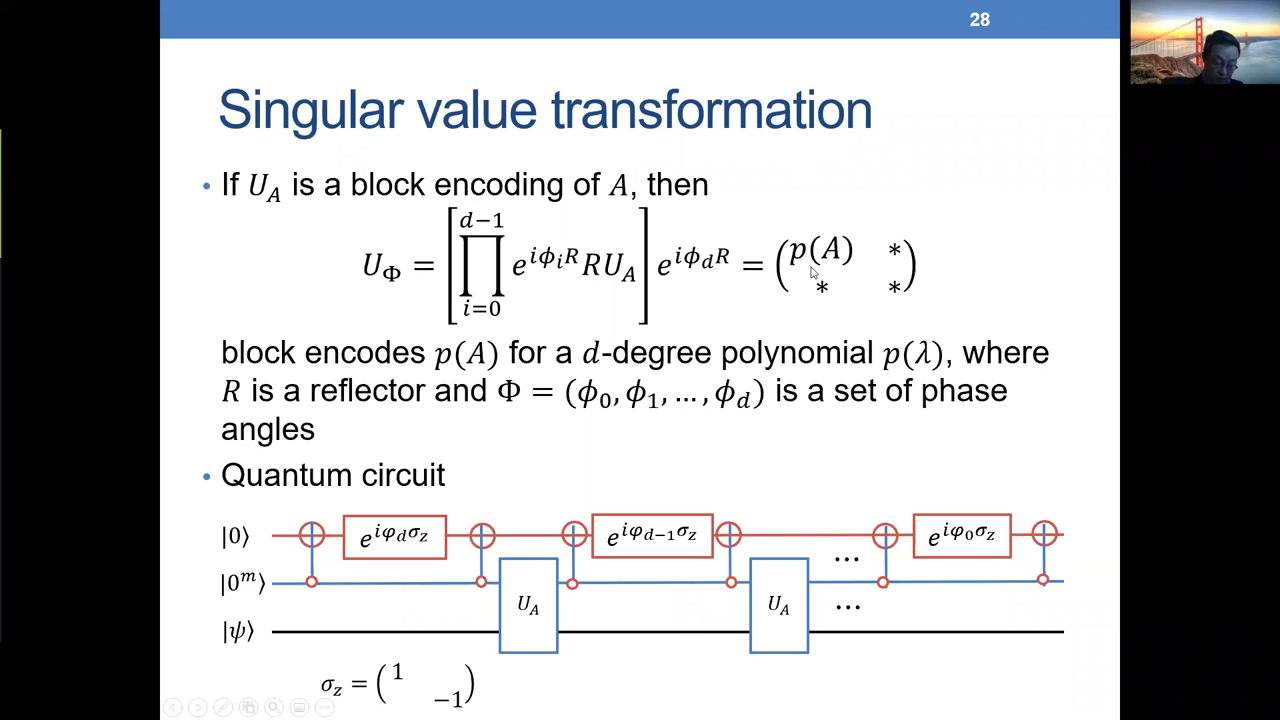 28
Singular value transformation
• If U_A is a block encoding of A, then
U_Φ = [∏_{i=0}^{d−1} e^{iϕ_i R} R U_A] e^{iϕ_d R} = (p(A) * ; * *)
block encodes p(A) for a d-degree polynomial p(λ), where
R is a reflector and Φ = (ϕ_0, ϕ_1, ..., ϕ_d) is a set of phase
angles
• Quantum circuit
|0⟩ e^{iφ_d σ_z} e^{iφ_{d−1} σ_z} ... e^{iφ_0 σ_z}
|0^m⟩
U_A U_A ...
|ψ⟩
σ_z = (1 ; −1)